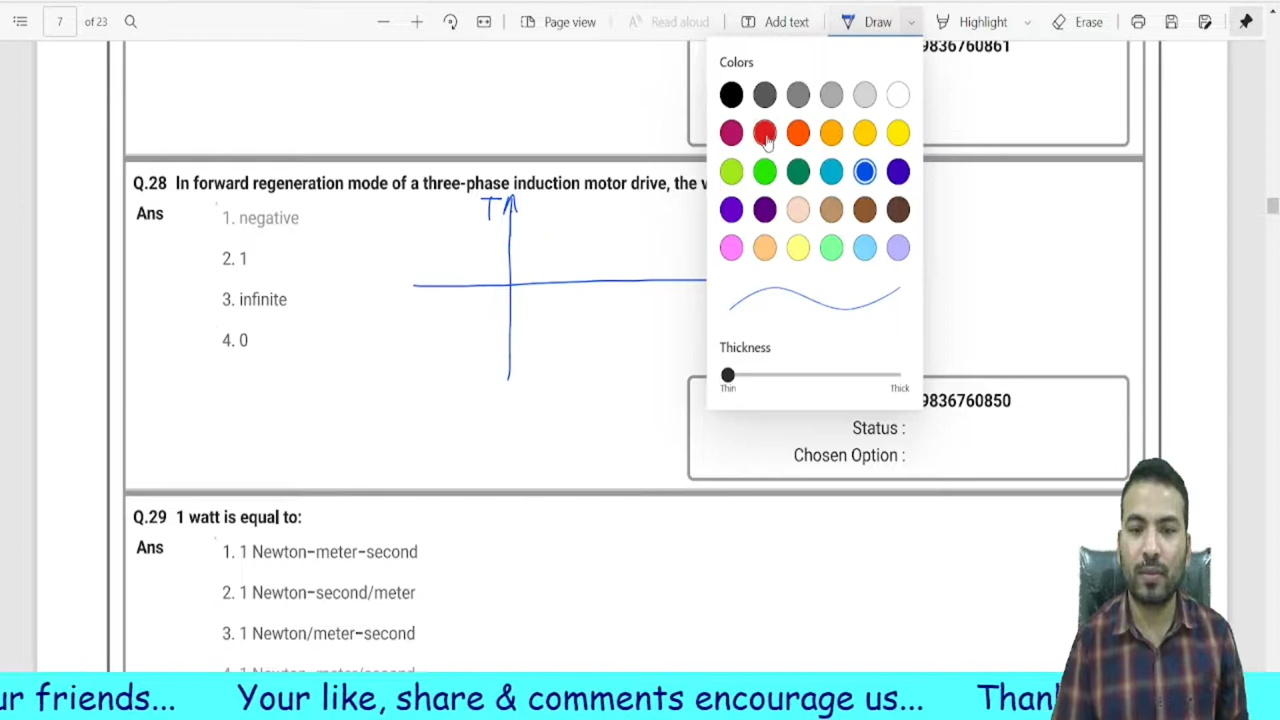 7 of 23 Page view Read aloud Add text Draw Highlight Erase
9836760861
Colors
Q.28 In forward regeneration mode of a three-phase induction motor drive, the v
T
Ans
1. negative
2. 1
3. infinite
4. 0
Thickness
Thin Thick
9836760850
Status :
Chosen Option :
Q.29 1 watt is equal to:
Ans
1. 1 Newton-meter-second
2. 1 Newton-second/meter
3. 1 Newton/meter-second
ur friends... Your like, share & comments encourage us... Than